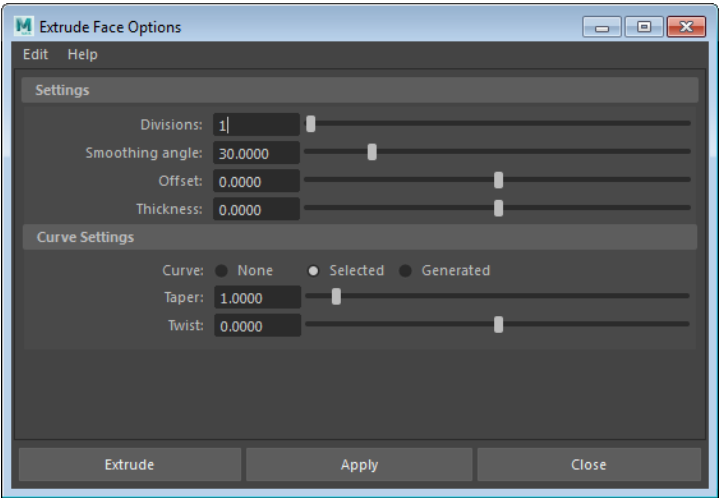 M Extrude Face Options
Edit Help
Settings
Divisions: 1
Smoothing angle: 30.0000
Offset: 0.0000
Thickness: 0.0000
Curve Settings
Curve: None Selected Generated
Taper: 1.0000
Twist: 0.0000
Extrude Apply Close